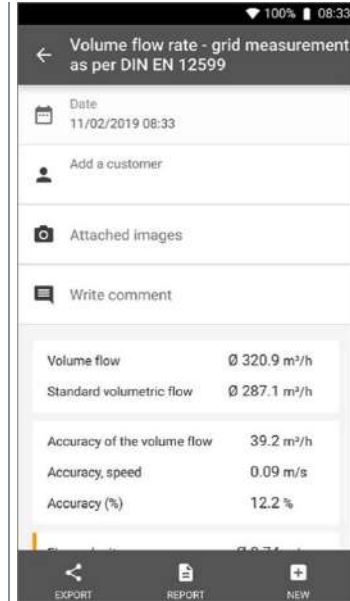 100% 08:33
Volume flow rate - grid measurement
as per DIN EN 12599
Date
11/02/2019 08:33
Add a customer
Attached images
Write comment
Volume flow Ø 320.9 m³/h
Standard volumetric flow Ø 287.1 m³/h
Accuracy of the volume flow 39.2 m³/h
Accuracy, speed 0.09 m/s
Accuracy (%) 12.2 %
EXPORT REPORT NEW